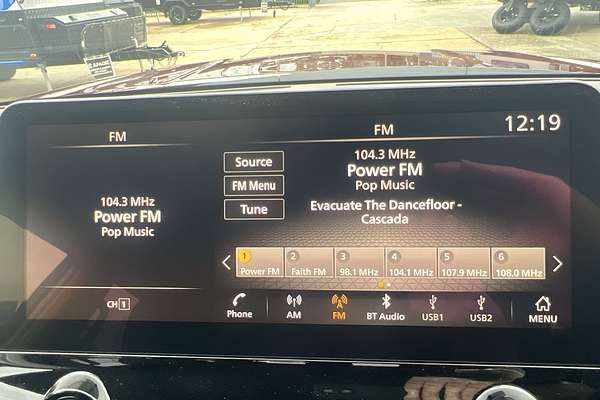 FM
104.3 MHz
Power FM
Pop Music
CH 1
FM
12:19
104.3 MHz
Power FM
Pop Music
Source
FM Menu
Tune
Evacuate The Dancefloor -
Cascada
1 Power FM
2 Faith FM
3 98.1 MHz
4 104.1 MHz
5 107.9 MHz
6 108.0 MHz
Phone
AM
FM
BT Audio
USB1
USB2
MENU